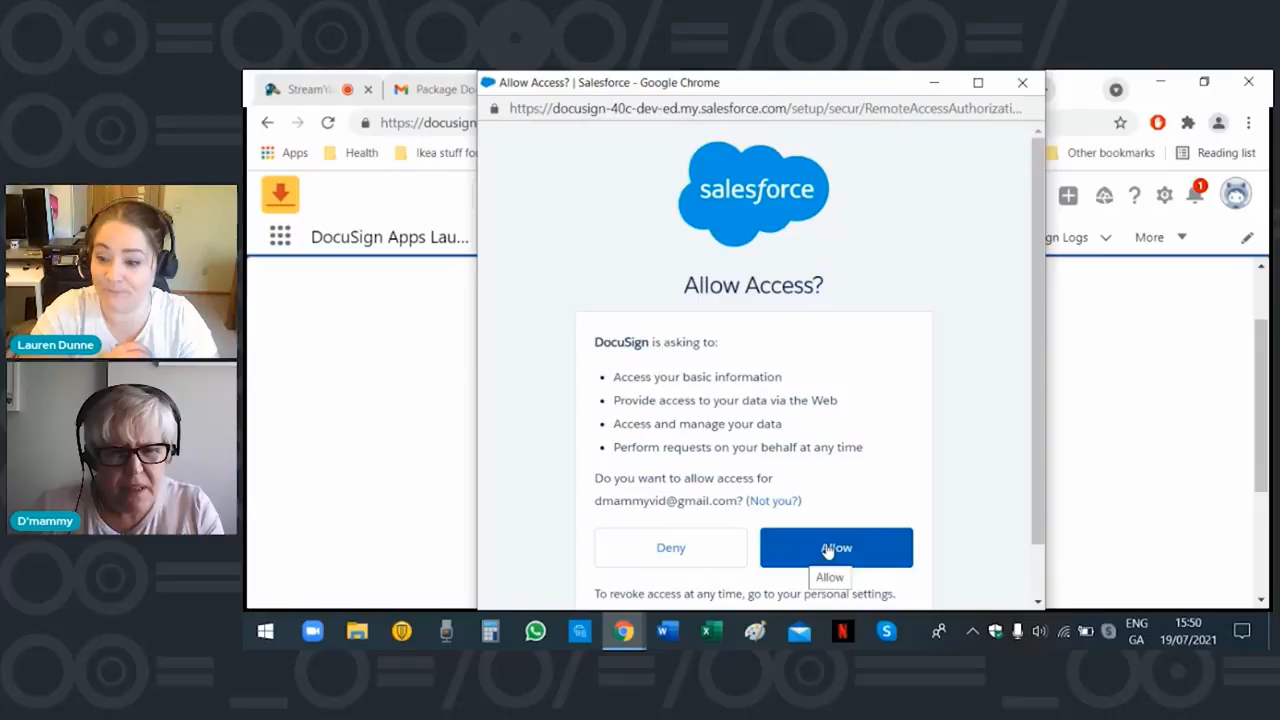 Allow Access? | Salesforce - Google Chrome
StreamYa
Package Do
https://docusign-40c-dev-ed.my.salesforce.com/setup/secur/RemoteAccessAuthorizati...
https://docusign
Apps
Health
Ikea stuff fo
Other bookmarks
Reading list
salesforce
1
DocuSign Apps Lau...
gn Logs
More
Allow Access?
DocuSign is asking to:
• Access your basic information
• Provide access to your data via the Web
• Access and manage your data
• Perform requests on your behalf at any time
Do you want to allow access for
dmammyvid@gmail.com? (Not you?)
Deny
Allow
Allow
To revoke access at any time, go to your personal settings.
Lauren Dunne
D'mammy
ENG
GA
15:50
19/07/2021